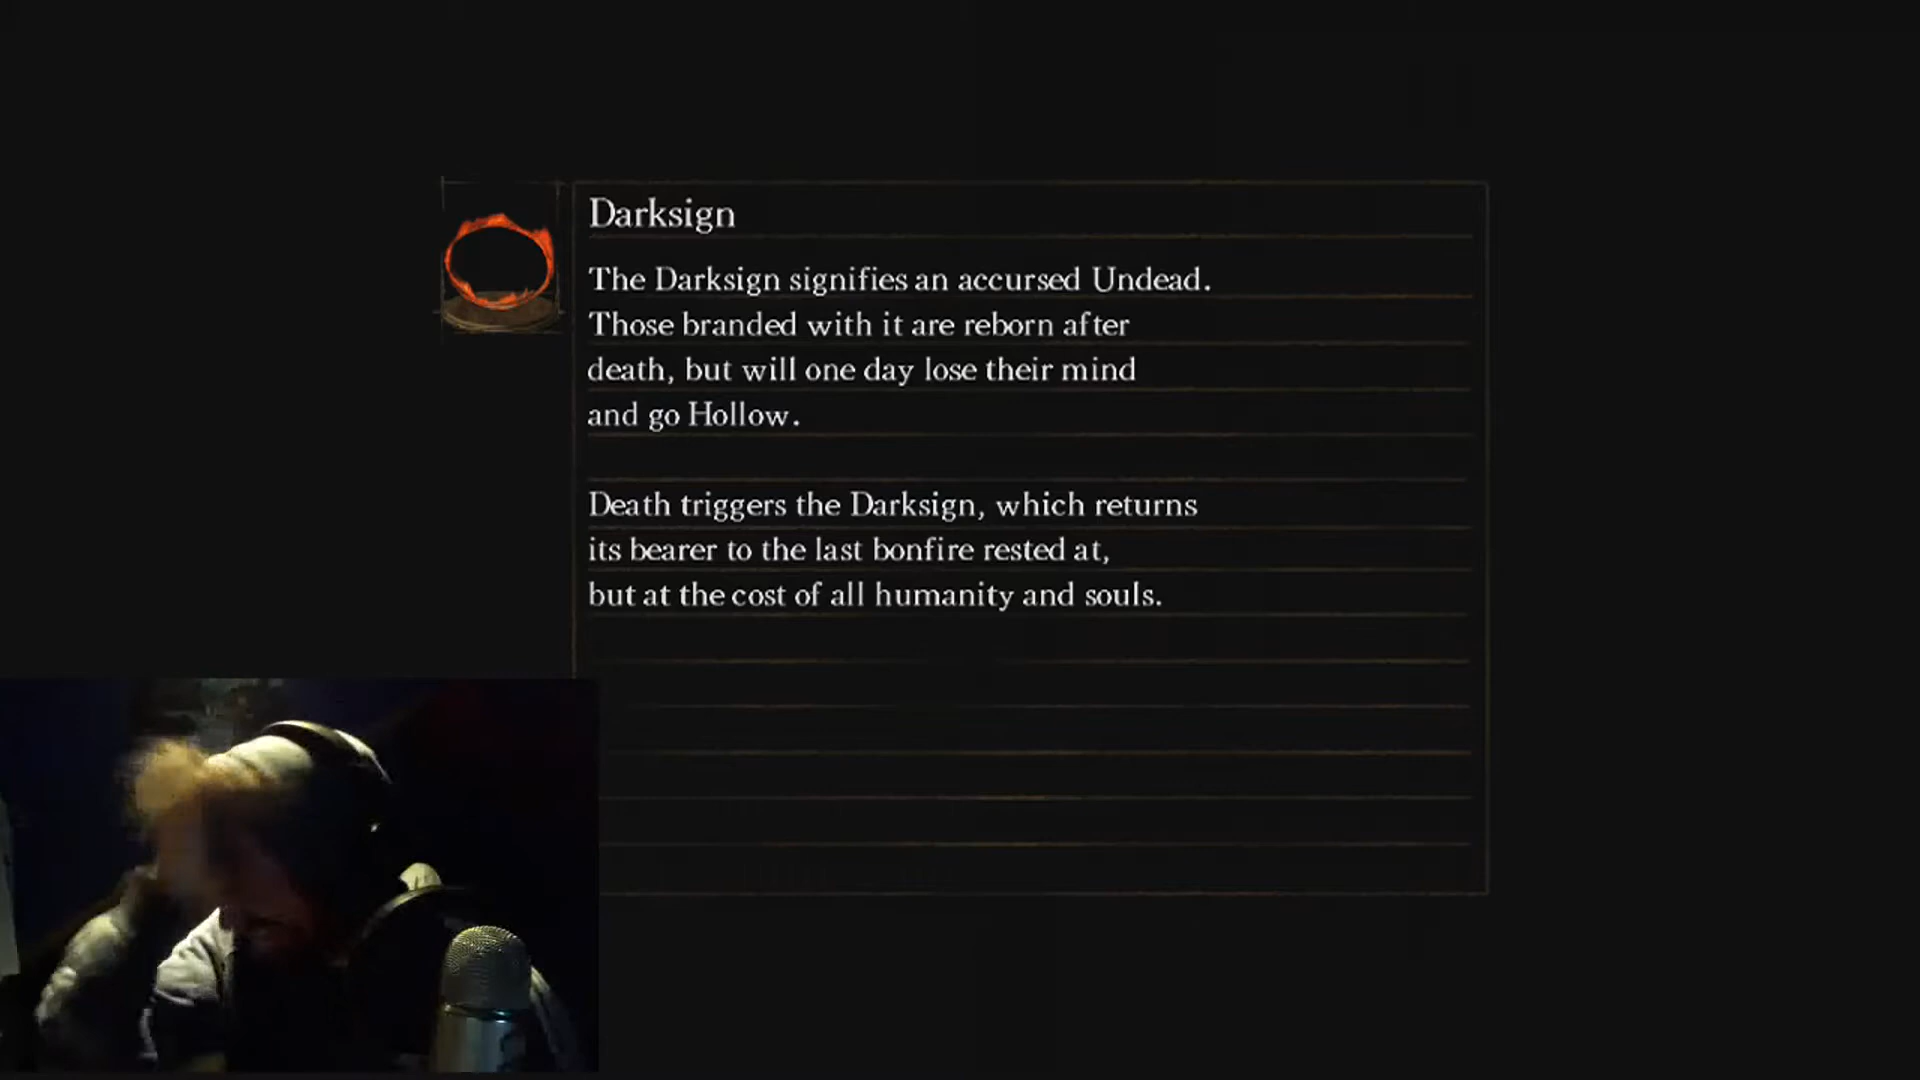 Darksign
The Darksign signifies an accursed Undead.
Those branded with it are reborn after
death, but will one day lose their mind
and go Hollow.
Death triggers the Darksign, which returns
its bearer to the last bonfire rested at,
but at the cost of all humanity and souls.